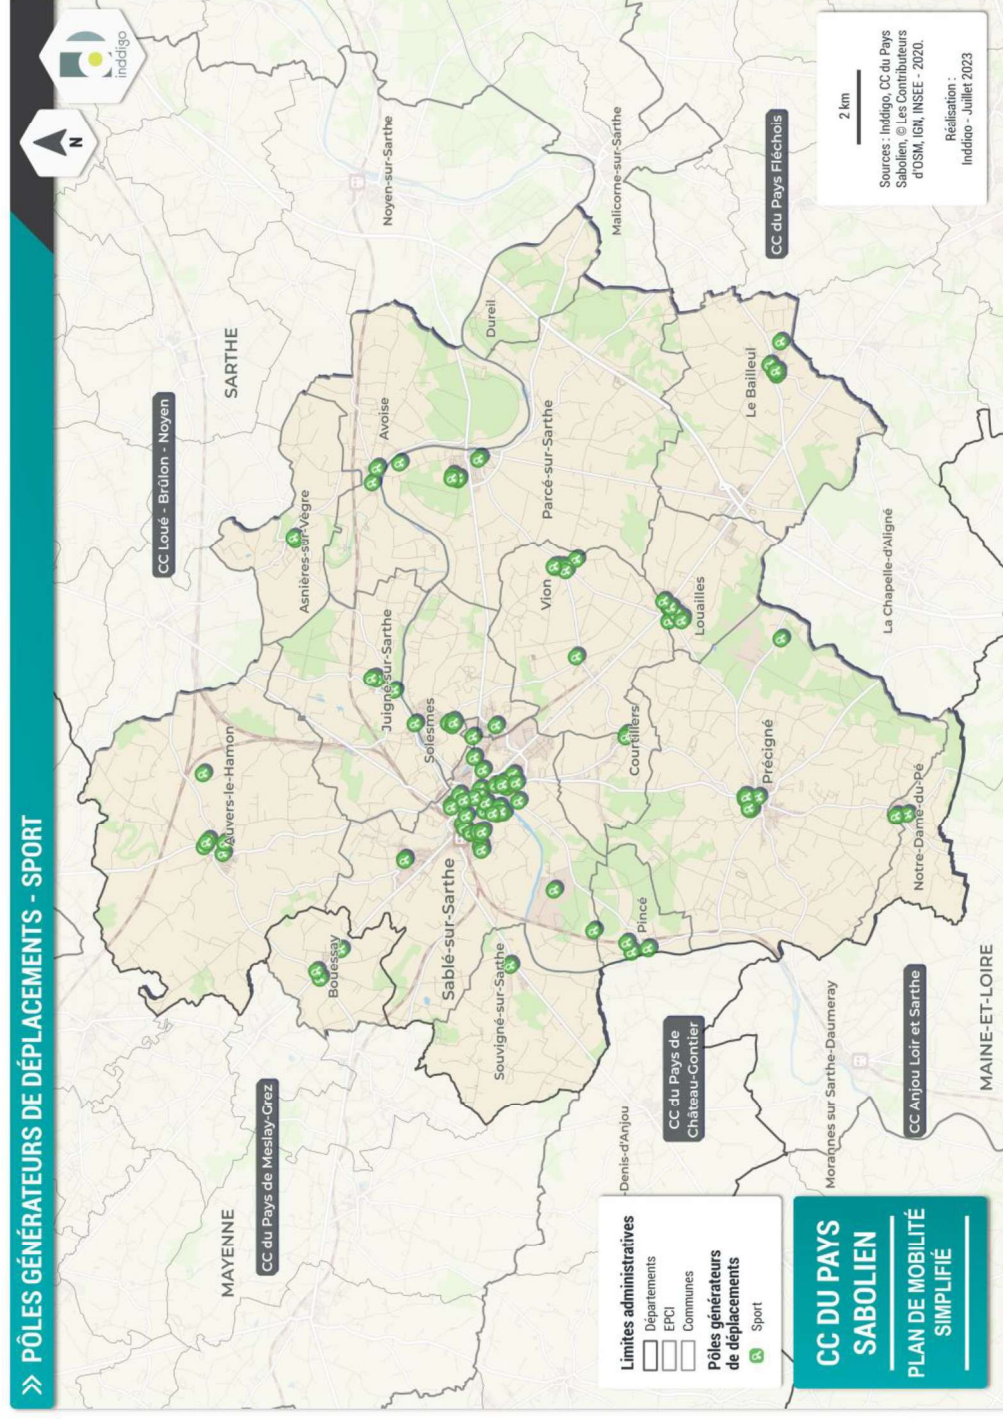 >> PÔLES GÉNÉRATEURS DE DÉPLACEMENTS - SPORT
inddigo
N
MAYENNE
CC du Pays de Meslay-Grez
CC Loué - Brûlon - Noyen
SARTHE
Noyen-sur-Sarthe
Auvers-le-Hamon
Asnières-sur-Vègre
Avoise
Bouessay
Juigné-sur-Sarthe
Solesmes
Dureil
Sablé-sur-Sarthe
Parcé-sur-Sarthe
Malicorne-sur-Sarthe
Souvigné-sur-Sarthe
Vion
CC du Pays Fléchois
Pincé
Courtillers
Louailles
Le Bailleul
-Denis-d'Anjou
CC du Pays de
Château-Gontier
Précigné
Morannes sur Sarthe-Daumeray
Notre-Dame-du-Pé
La Chapelle-d'Aligné
CC Anjou Loir et Sarthe
MAINE-ET-LOIRE
Limites administratives
Départements
EPCI
Communes
Pôles générateurs
de déplacements
Sport
CC DU PAYS
SABOLIEN
PLAN DE MOBILITÉ
SIMPLIFIÉ
2 km
Sources : Inddigo, CC du Pays
Sabolien, © Les Contributeurs
d'OSM, IGN, INSEE - 2020.
Réalisation :
Inddigo - Juillet 2023